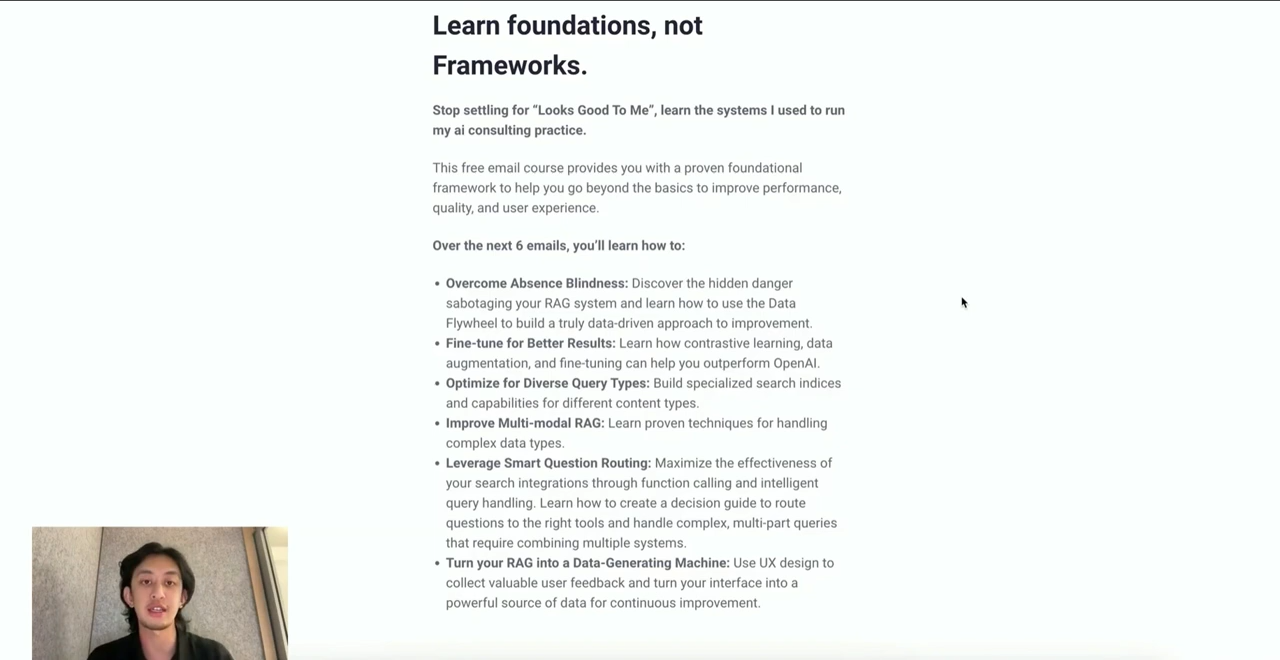 Learn foundations, not
Frameworks.
Stop settling for “Looks Good To Me”, learn the systems I used to run
my ai consulting practice.
This free email course provides you with a proven foundational
framework to help you go beyond the basics to improve performance,
quality, and user experience.
Over the next 6 emails, you’ll learn how to:
• Overcome Absence Blindness: Discover the hidden danger
sabotaging your RAG system and learn how to use the Data
Flywheel to build a truly data-driven approach to improvement.
• Fine-tune for Better Results: Learn how contrastive learning, data
augmentation, and fine-tuning can help you outperform OpenAI.
• Optimize for Diverse Query Types: Build specialized search indices
and capabilities for different content types.
• Improve Multi-modal RAG: Learn proven techniques for handling
complex data types.
• Leverage Smart Question Routing: Maximize the effectiveness of
your search integrations through function calling and intelligent
query handling. Learn how to create a decision guide to route
questions to the right tools and handle complex, multi-part queries
that require combining multiple systems.
• Turn your RAG into a Data-Generating Machine: Use UX design to
collect valuable user feedback and turn your interface into a
powerful source of data for continuous improvement.